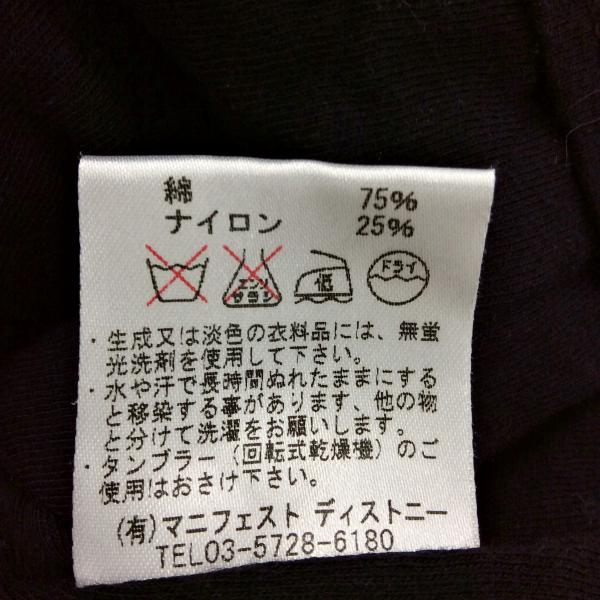 綿 75%
ナイロン 25%
エンソ サラシ 低 ドライ
・生成又は淡色の衣料品には、無蛍
光洗剤を使用して下さい。
・水や汗で長時間ぬれたままにする
と移染する事があります、他の物
と分けて洗濯をお願いします。
・タンブラー(回転式乾燥機)のご
使用はおさけ下さい。
(有)マニフェスト ディストニー
TEL03-5728-6180